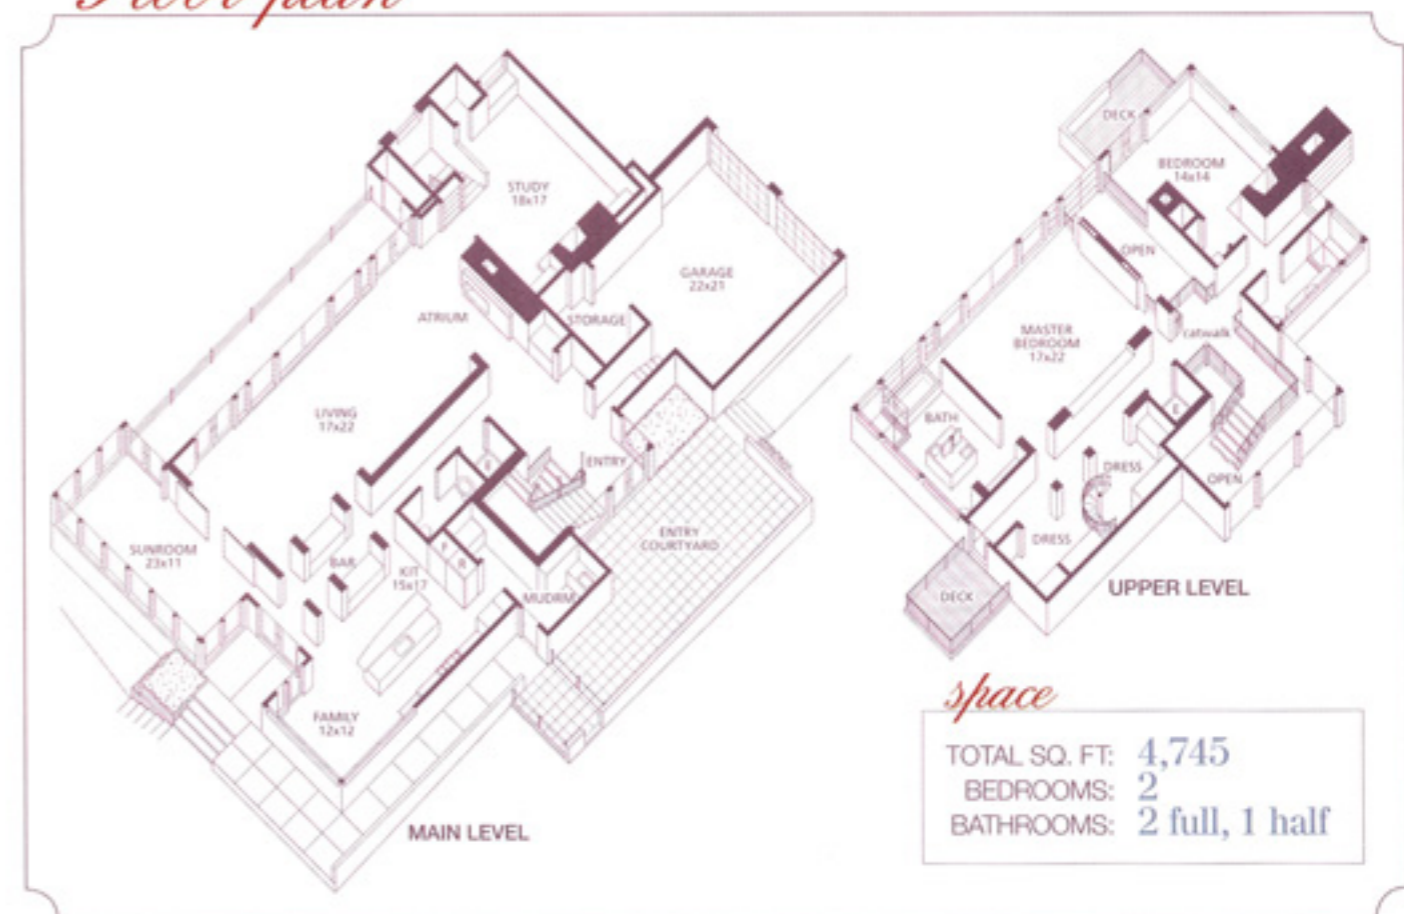 Floor plan
STUDY
18x17
GARAGE
22x21
ATRIUM
STORAGE
LIVING
17x22
E
ENTRY
SUNROOM
23x11
BAR
KIT
15x17
F
R
MUDRM
ENTRY
COURTYARD
FAMILY
12x12
MAIN LEVEL
DECK
BEDROOM
14x14
OPEN
MASTER
BEDROOM
17x22
catwalk
BATH
E
DRESS
OPEN
DRESS
DECK
UPPER LEVEL
space
TOTAL SQ. FT: 4,745
BEDROOMS: 2
BATHROOMS: 2 full, 1 half